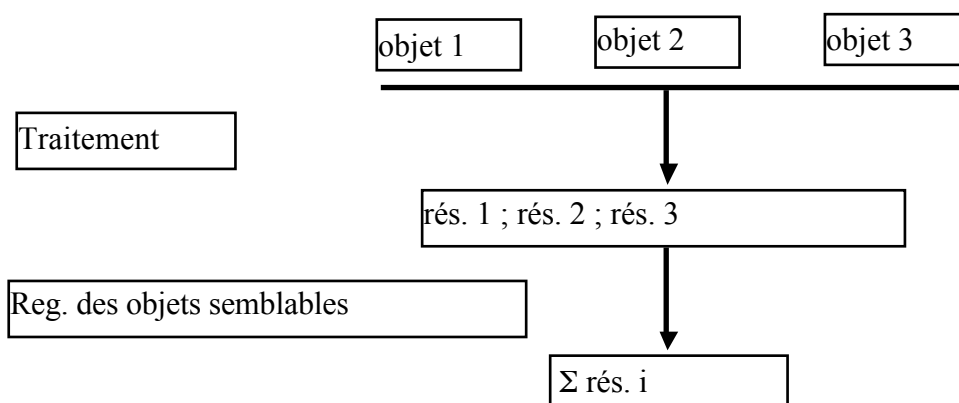 objet 1
objet 2
objet 3
Traitement
rés. 1 ; rés. 2 ; rés. 3
Reg. des objets semblables
Σ rés. i